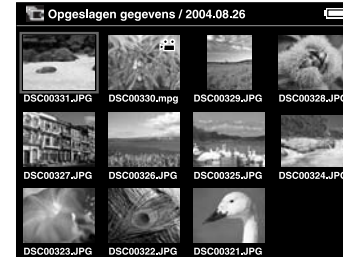 Opgeslagen gegevens / 2004.08.26
DSC00331.JPG DSC00330.mpg DSC00329.JPG DSC00328.JPG
DSC00327.JPG DSC00326.JPG DSC00325.JPG DSC00324.JPG
DSC00323.JPG DSC00322.JPG DSC00321.JPG